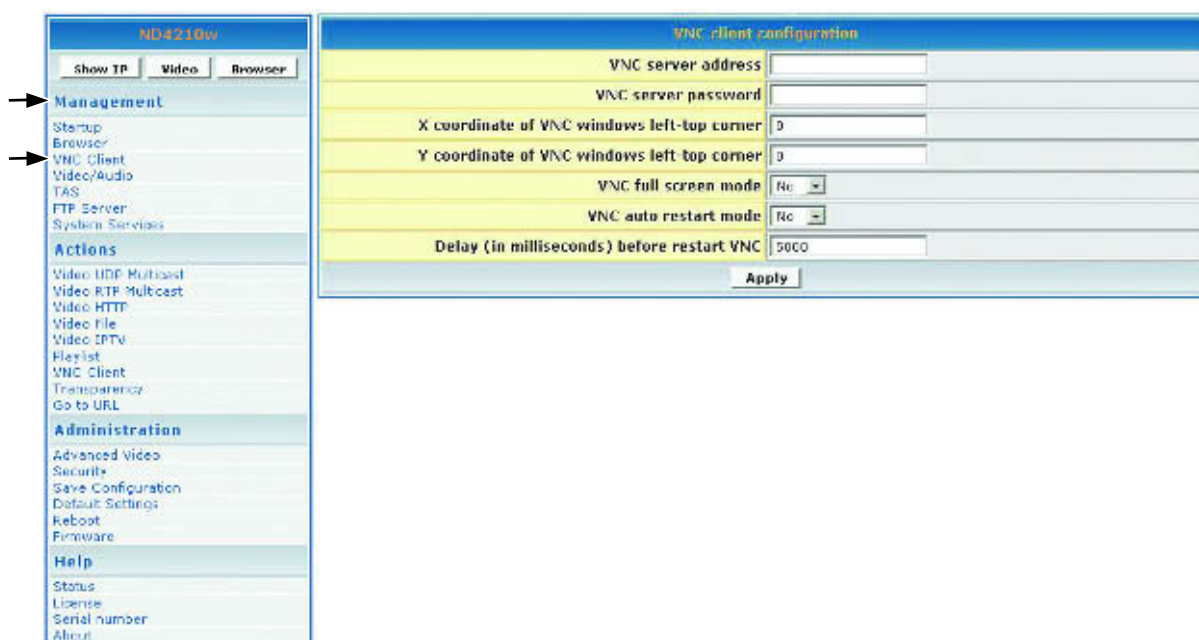 ND4210w
Show IP Video Browser
Management
Startup
Browser
VNC Client
Video/Audio
TAS
FTP Server
System Services
Actions
Video UDP Multicast
Video RTP Multicast
Video HTTP
Video File
Video IPTV
Playlist
VNC Client
Transparency
Go to URL
Administration
Advanced Video
Security
Save Configuration
Default Settings
Reboot
Firmware
Help
Status
License
Serial number
About
VNC client configuration
VNC server address
VNC server password
X coordinate of VNC windows left-top corner 0
Y coordinate of VNC windows left-top corner 0
VNC full screen mode No
VNC auto restart mode No
Delay (in milliseconds) before restart VNC 5000
Apply